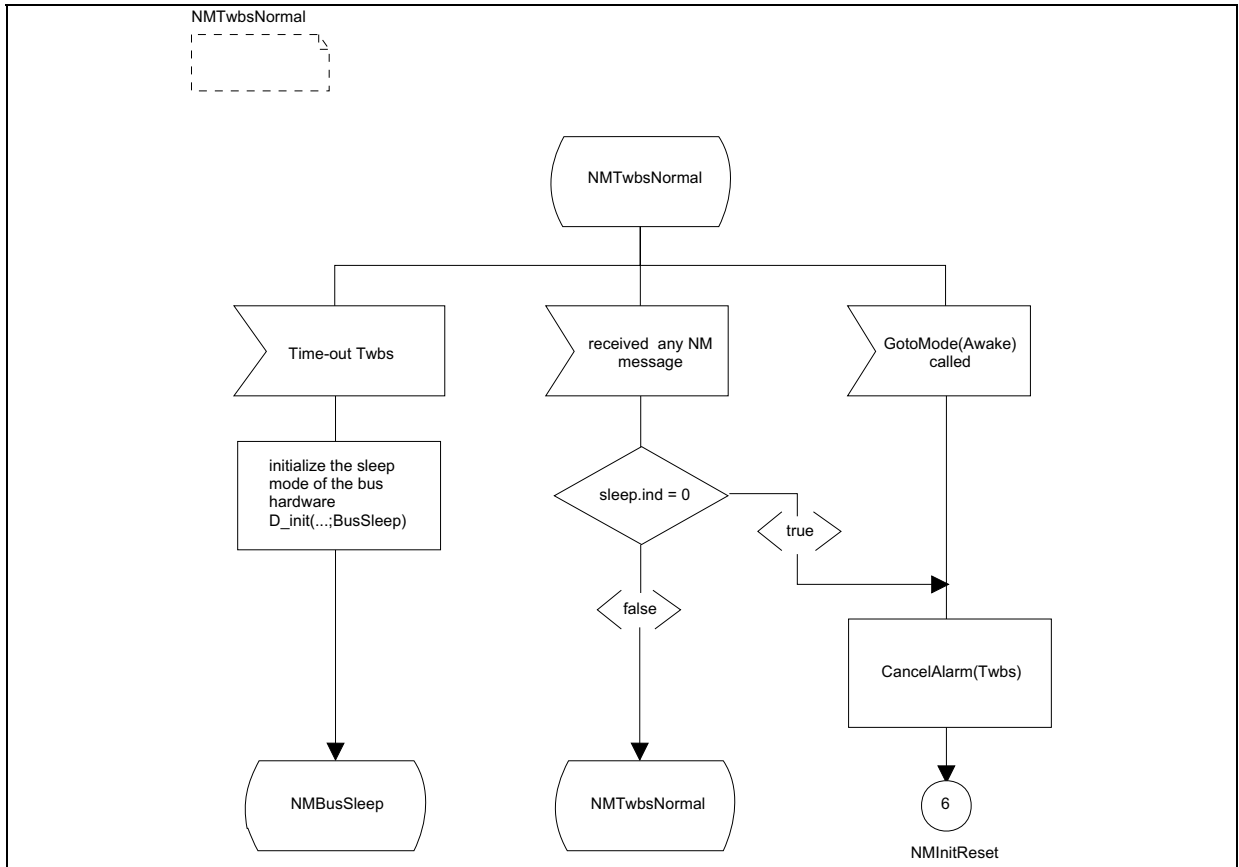 NMTwbsNormal
NMTwbsNormal
Time-out Twbs
received any NM
message
GotoMode(Awake)
called
initialize the sleep
mode of the bus
hardware
D_init(...;BusSleep)
sleep.ind = 0
true
false
CancelAlarm(Twbs)
NMBusSleep
NMTwbsNormal
6
NMInitReset